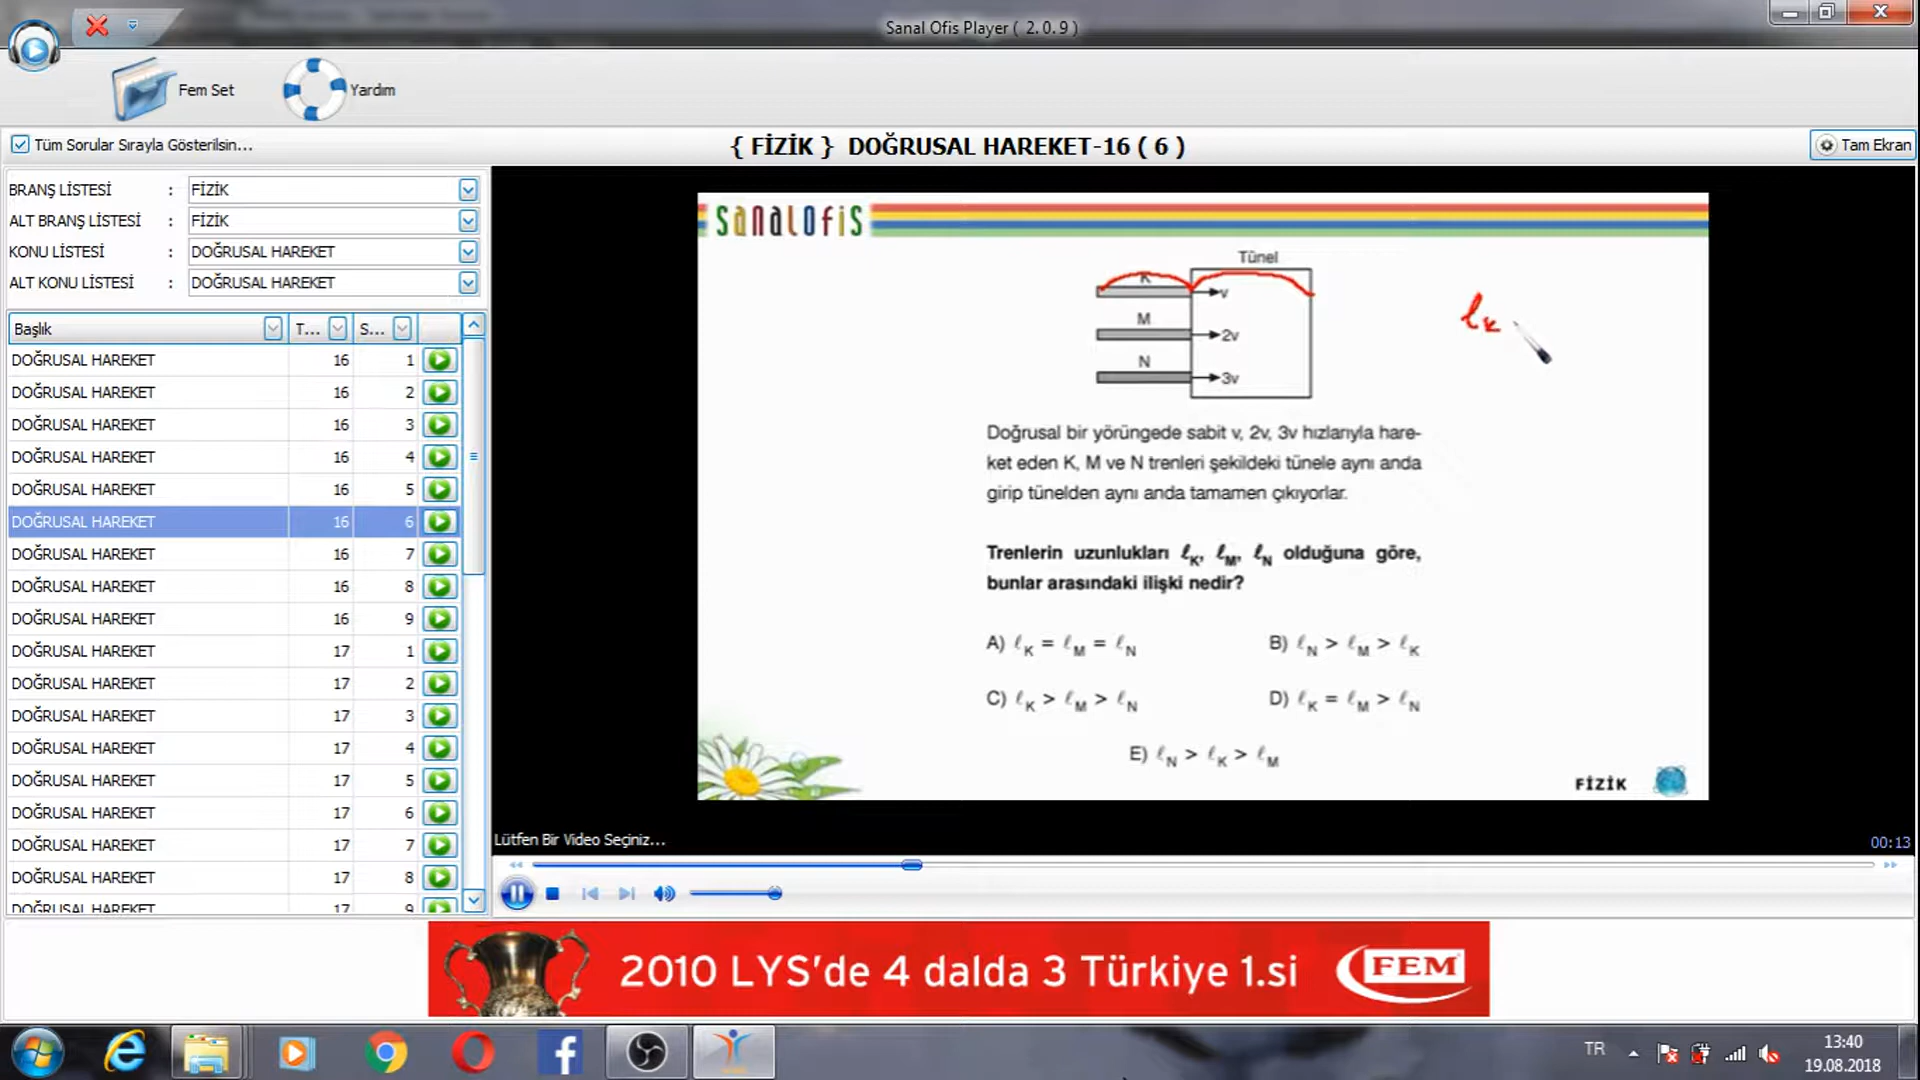 Sanal Ofis Player ( 2.0.9 )
Fem Set
Yardım
Tüm Sorular Sırayla Gösterilsin...
{ FİZİK } DOĞRUSAL HAREKET-16 ( 6 )
Tam Ekran
BRANŞ LİSTESİ : FİZİK
ALT BRANŞ LİSTESİ : FİZİK
KONU LİSTESİ : DOĞRUSAL HAREKET
ALT KONU LİSTESİ : DOĞRUSAL HAREKET
Başlık T... S...
DOĞRUSAL HAREKET 16 1
DOĞRUSAL HAREKET 16 2
DOĞRUSAL HAREKET 16 3
DOĞRUSAL HAREKET 16 4
DOĞRUSAL HAREKET 16 5
DOĞRUSAL HAREKET 16 6
DOĞRUSAL HAREKET 16 7
DOĞRUSAL HAREKET 16 8
DOĞRUSAL HAREKET 16 9
DOĞRUSAL HAREKET 17 1
DOĞRUSAL HAREKET 17 2
DOĞRUSAL HAREKET 17 3
DOĞRUSAL HAREKET 17 4
DOĞRUSAL HAREKET 17 5
DOĞRUSAL HAREKET 17 6
DOĞRUSAL HAREKET 17 7
DOĞRUSAL HAREKET 17 8
DOĞRUSAL HAREKET 17 9
sanalofis
Tünel
K
v
M
2v
N
3v
ℓK
Doğrusal bir yörüngede sabit v, 2v, 3v hızlarıyla hare-
ket eden K, M ve N trenleri şekildeki tünele aynı anda
girip tünelden aynı anda tamamen çıkıyorlar.
Trenlerin uzunlukları ℓK, ℓM, ℓN olduğuna göre,
bunlar arasındaki ilişki nedir?
A) ℓK = ℓM = ℓN B) ℓN > ℓM > ℓK
C) ℓK > ℓM > ℓN D) ℓK = ℓM > ℓN
E) ℓN > ℓK > ℓM
FİZİK
Lütfen Bir Video Seçiniz...
00:13
2010 LYS'de 4 dalda 3 Türkiye 1.si
FEM
TR
13:40
19.08.2018